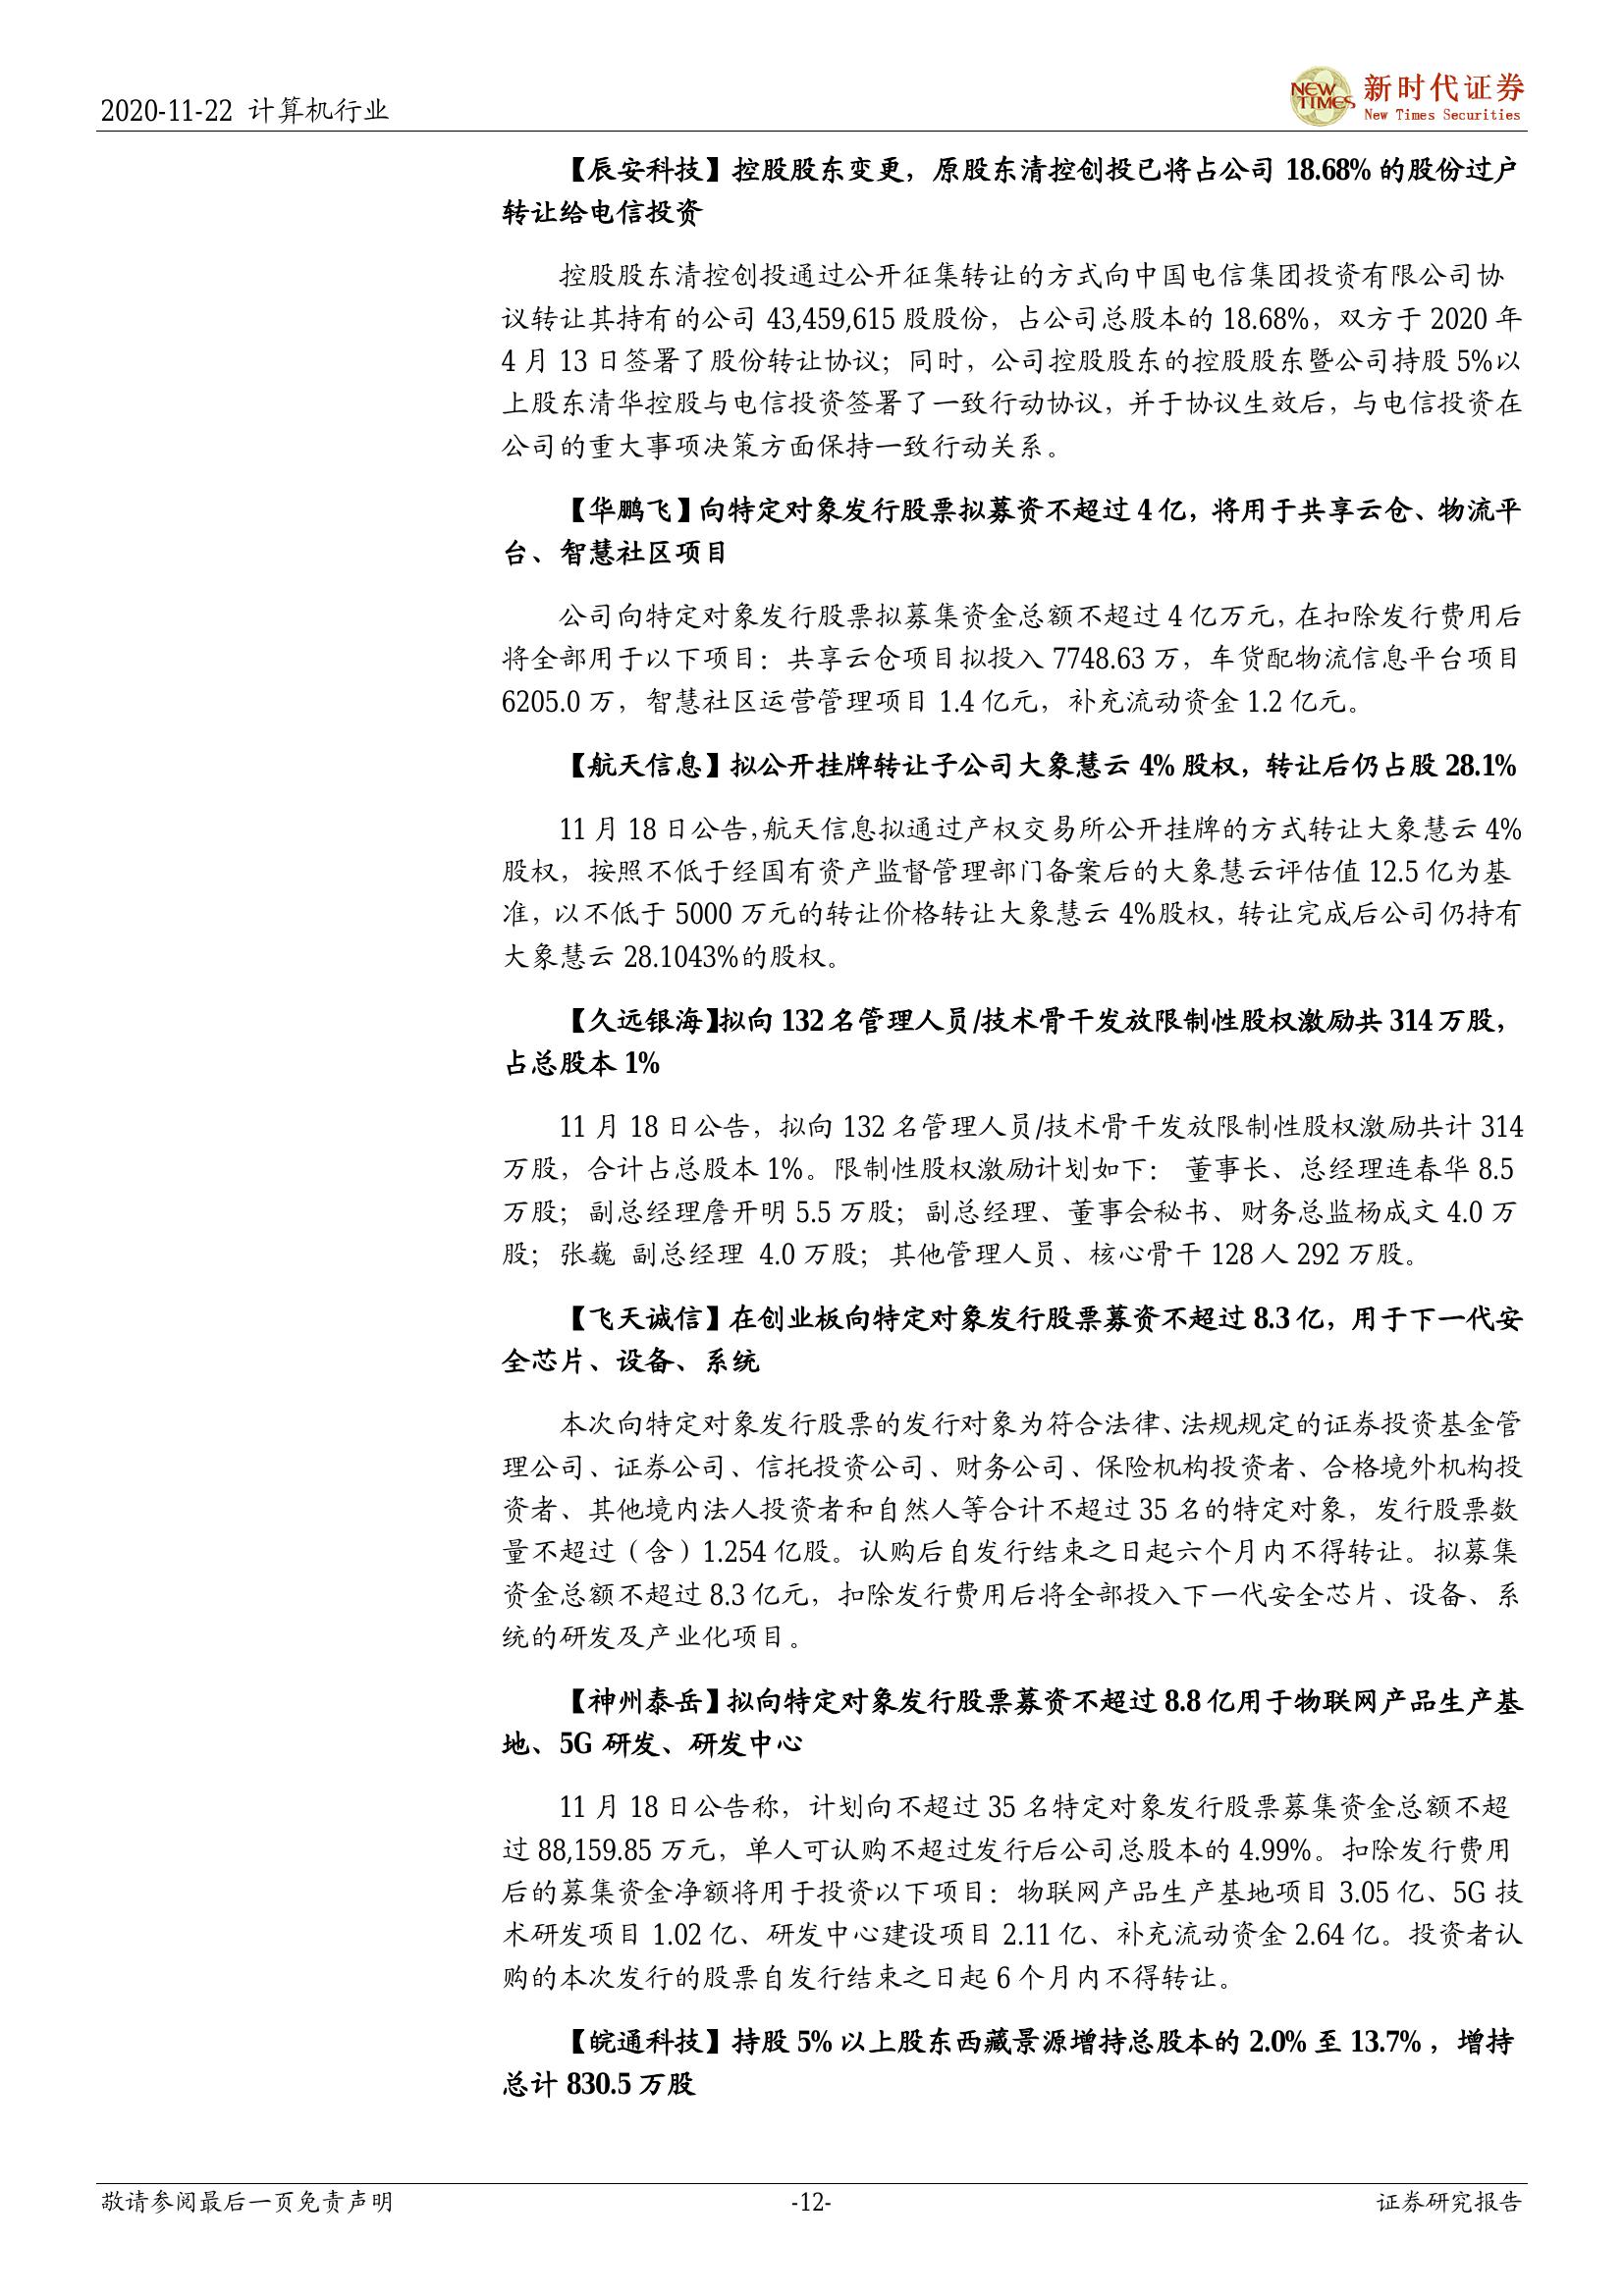 2020-11-22 计算机行业
NEW TIMES
新时代证券
New Times Securities
【辰安科技】控股股东变更，原股东清控创投已将占公司 18.68% 的股份过户
转让给电信投资
控股股东清控创投通过公开征集转让的方式向中国电信集团投资有限公司协
议转让其持有的公司 43,459,615 股股份，占公司总股本的 18.68%，双方于 2020 年
4 月 13 日签署了股份转让协议；同时，公司控股股东的控股股东暨公司持股 5%以
上股东清华控股与电信投资签署了一致行动协议，并于协议生效后，与电信投资在
公司的重大事项决策方面保持一致行动关系。
【华鹏飞】向特定对象发行股票拟募资不超过 4 亿，将用于共享云仓、物流平
台、智慧社区项目
公司向特定对象发行股票拟募集资金总额不超过 4 亿万元，在扣除发行费用后
将全部用于以下项目：共享云仓项目拟投入 7748.63 万，车货配物流信息平台项目
6205.0 万，智慧社区运营管理项目 1.4 亿元，补充流动资金 1.2 亿元。
【航天信息】拟公开挂牌转让子公司大象慧云 4% 股权，转让后仍占股 28.1%
11 月 18 日公告，航天信息拟通过产权交易所公开挂牌的方式转让大象慧云 4%
股权，按照不低于经国有资产监督管理部门备案后的大象慧云评估值 12.5 亿为基
准，以不低于 5000 万元的转让价格转让大象慧云 4%股权，转让完成后公司仍持有
大象慧云 28.1043%的股权。
【久远银海】拟向 132 名管理人员/技术骨干发放限制性股权激励共 314 万股，
占总股本 1%
11 月 18 日公告，拟向 132 名管理人员/技术骨干发放限制性股权激励共计 314
万股，合计占总股本 1%。限制性股权激励计划如下： 董事长、总经理连春华 8.5
万股；副总经理詹开明 5.5 万股；副总经理、董事会秘书、财务总监杨成文 4.0 万
股；张巍 副总经理 4.0 万股；其他管理人员、核心骨干 128 人 292 万股。
【飞天诚信】在创业板向特定对象发行股票募资不超过 8.3 亿，用于下一代安
全芯片、设备、系统
本次向特定对象发行股票的发行对象为符合法律、法规规定的证券投资基金管
理公司、证券公司、信托投资公司、财务公司、保险机构投资者、合格境外机构投
资者、其他境内法人投资者和自然人等合计不超过 35 名的特定对象，发行股票数
量不超过（含）1.254 亿股。认购后自发行结束之日起六个月内不得转让。拟募集
资金总额不超过 8.3 亿元，扣除发行费用后将全部投入下一代安全芯片、设备、系
统的研发及产业化项目。
【神州泰岳】拟向特定对象发行股票募资不超过 8.8 亿用于物联网产品生产基
地、5G 研发、研发中心
11 月 18 日公告称，计划向不超过 35 名特定对象发行股票募集资金总额不超
过 88,159.85 万元，单人可认购不超过发行后公司总股本的 4.99%。扣除发行费用
后的募集资金净额将用于投资以下项目：物联网产品生产基地项目 3.05 亿、5G 技
术研发项目 1.02 亿、研发中心建设项目 2.11 亿、补充流动资金 2.64 亿。投资者认
购的本次发行的股票自发行结束之日起 6 个月内不得转让。
【皖通科技】持股 5% 以上股东西藏景源增持总股本的 2.0% 至 13.7% ，增持
总计 830.5 万股
敬请参阅最后一页免责声明
-12-
证券研究报告